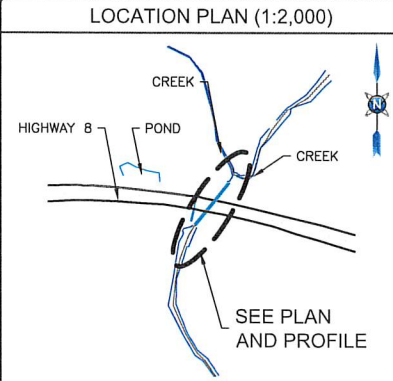 LOCATION PLAN (1:2,000)
CREEK
N
HIGHWAY 8
POND
CREEK
SEE PLAN
AND PROFILE